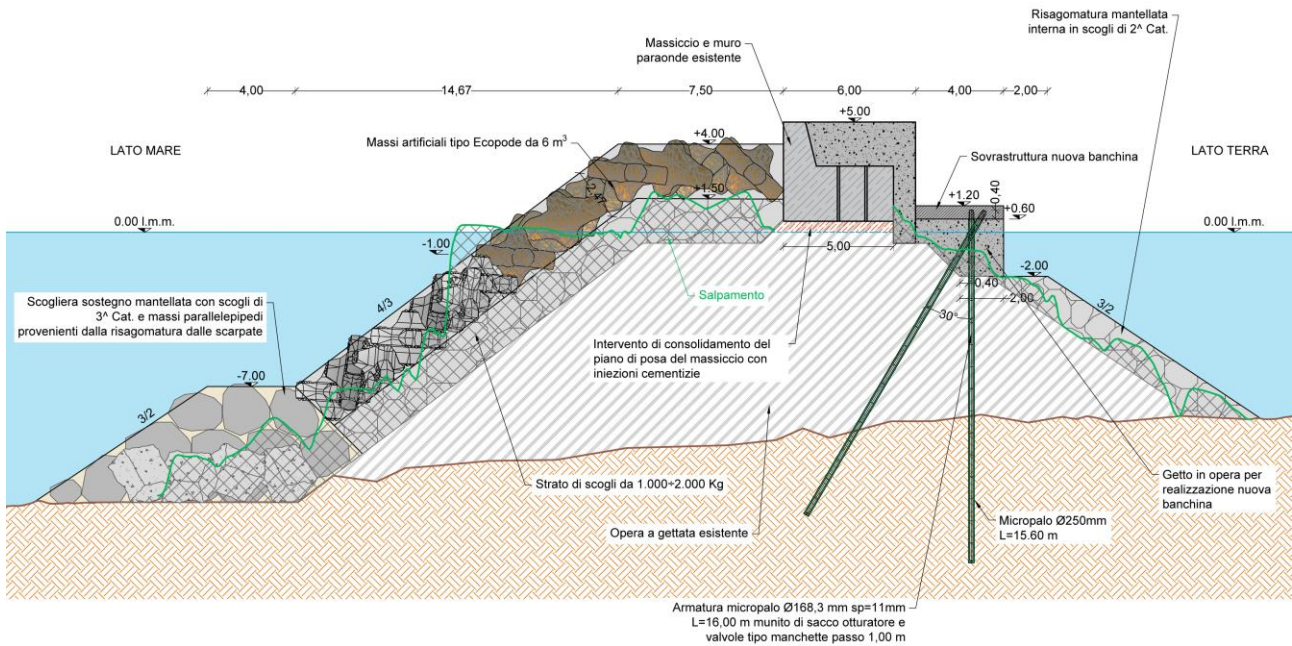 Risagomatura mantellata
interna in scogli di 2^ Cat.
Massiccio e muro
paraonde esistente
4,00
14,67
7,50
6,00
4,00
2,00
+5.00
LATO MARE
Massi artificiali tipo Ecopode da 6 m³
+4.00
Sovrastruttura nuova banchina
LATO TERRA
2,47
+1.50
+1.20
0,40
+0.60
0.00 l.m.m.
0.00 l.m.m.
-1.00
5,00
-2.00
0,40
2,00
Salpamento
4/3
3/2
30°
Scogliera sostegno mantellata con scogli di
3^ Cat. e massi parallelepipedi
provenienti dalla risagomatura dalle scarpate
Intervento di consolidamento del
piano di posa del massiccio con
iniezioni cementizie
-7.00
3/2
Strato di scogli da 1.000÷2.000 Kg
Getto in opera per
realizzazione nuova
banchina
Opera a gettata esistente
Micropalo Ø250mm
L=15.60 m
Armatura micropalo Ø168,3 mm sp=11mm
L=16,00 m munito di sacco otturatore e
valvole tipo manchette passo 1,00 m